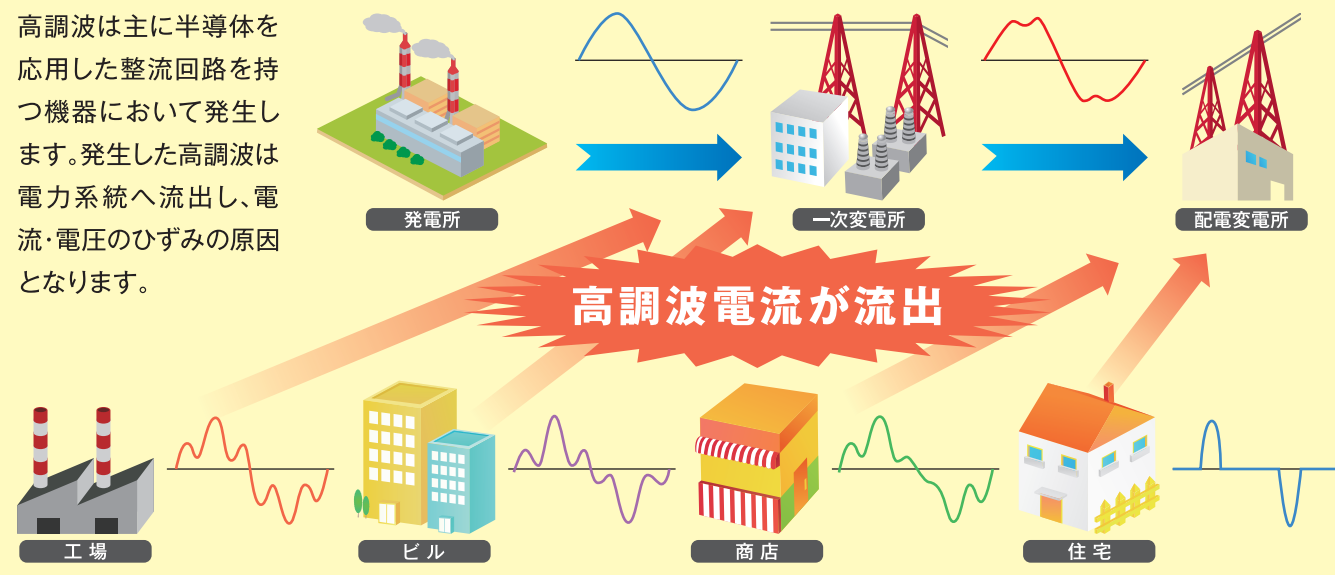 高調波は主に半導体を
応用した整流回路を持
つ機器において発生し
ます。発生した高調波は
電力系統へ流出し、電
流・電圧のひずみの原因
となります。
発電所
一次変電所
配電変電所
高調波電流が流出
工場
ビル
商店
住宅